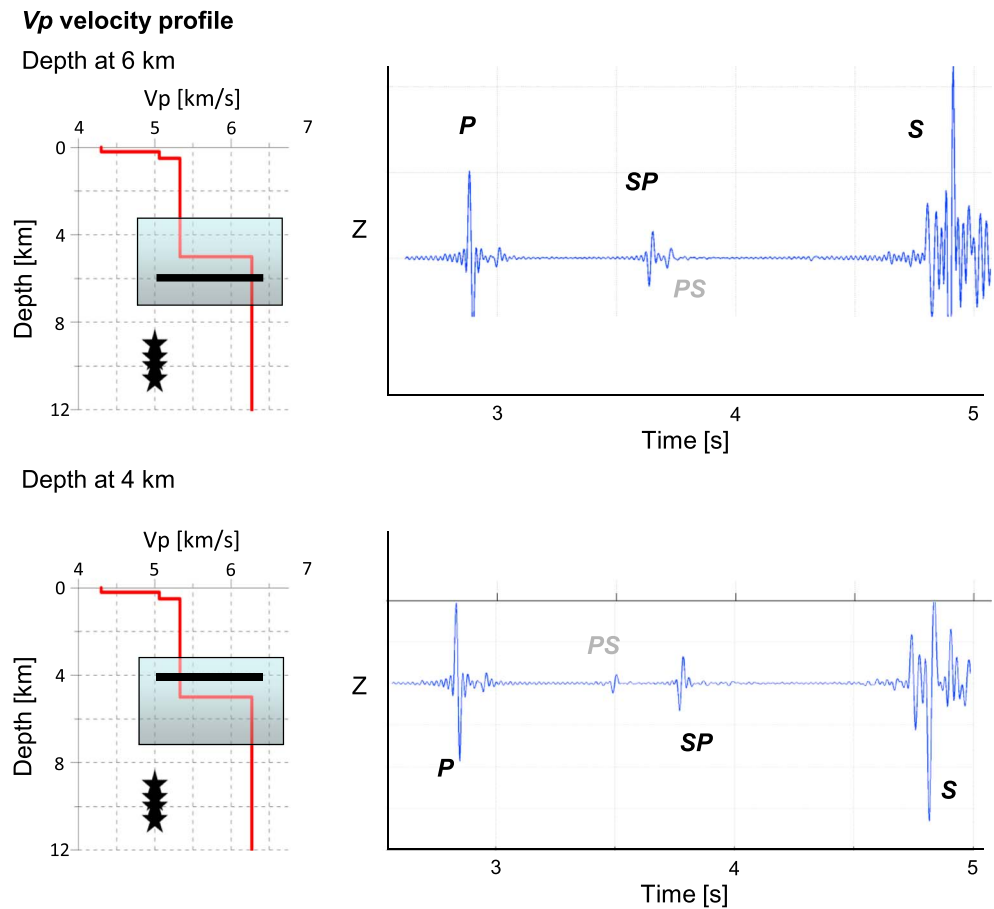 Vp velocity profile
Depth at 6 km
Vp [km/s]
4 5 6 7
0
4
8
12
Depth [km]
Z
P
SP
PS
S
3 4 5
Time [s]
Depth at 4 km
Vp [km/s]
4 5 6 7
0
4
8
12
Depth [km]
Z
PS
P
SP
S
3 4 5
Time [s]